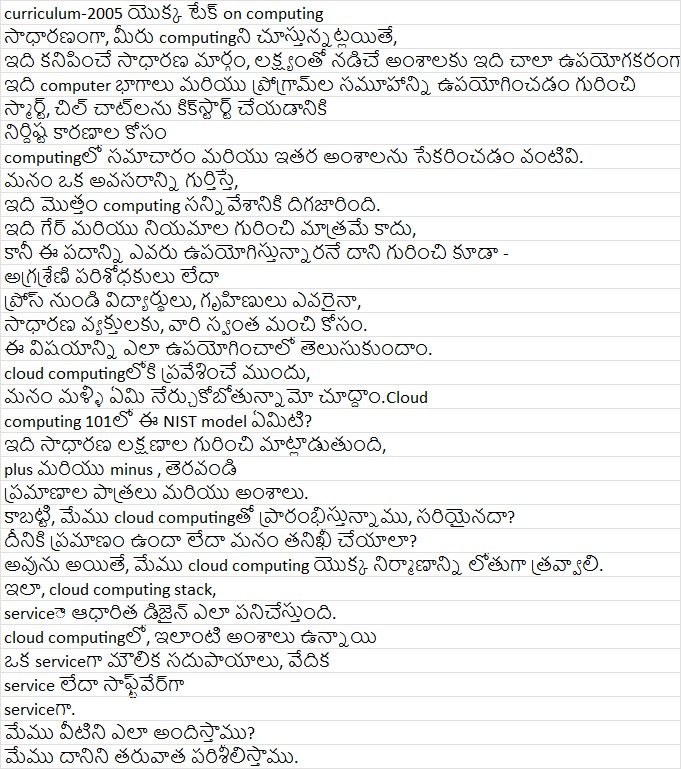 curriculum-2005 యొక్క టేక్ on computing
సాధారణంగా, మీరు computingని చూస్తున్నట్లయితే,
ఇది కనిపించే సాధారణ మార్గం, లక్ష్యంతో నడిచే అంశాలకు ఇది చాలా ఉపయోగకరంగా
ఇది computer భాగాలు మరియు ప్రోగ్రామ్‌ల సమూహాన్ని ఉపయోగించడం గురించి
స్మార్ట్, చిల్ చాట్‌లను కిక్‌స్టార్ట్ చేయడానికి
నిర్దిష్ట కారణాల కోసం
computingలో సమాచారం మరియు ఇతర అంశాలను సేకరించడం వంటివి.
మనం ఒక అవసరాన్ని గుర్తిస్తే,
ఇది మొత్తం computing సన్నివేశానికి దిగజారింది.
ఇది గేర్ మరియు నియమాల గురించి మాత్రమే కాదు,
కానీ ఈ పదాన్ని ఎవరు ఉపయోగిస్తున్నారనే దాని గురించి కూడా -
అగ్రశ్రేణి పరిశోధకులు లేదా
ప్రోస్ నుండి విద్యార్థులు, గృహిణులు ఎవరైనా,
సాధారణ వ్యక్తులకు, వారి స్వంత మంచి కోసం.
ఈ విషయాన్ని ఎలా ఉపయోగించాలో తెలుసుకుందాం.
cloud computingలోకి ప్రవేశించే ముందు,
మనం మళ్ళి ఏమి నేర్చుకోబోతున్నామో చూద్దాం.Cloud
computing 101లో ఈ NIST model ఏమిటి?
ఇది సాధారణ లక్షణాల గురించి మాట్లాడుతుంది,
plus మరియు minus , తెరవండి
ప్రమాణాల పాత్రలు మరియు అంశాలు.
కాబట్టి, మేము cloud computingతో ప్రారంభిస్తున్నాము, సరియైనదా?
దీనికి ప్రమాణం ఉందా లేదా మనం తనిఖీ చేయాలా?
అవును అయితే, మేము cloud computing యొక్క నిర్మాణాన్ని లోతుగా త్రవ్వాలి.
ఇలా, cloud computing stack,
serviceా ఆధారిత డిజైన్ ఎలా పనిచేస్తుంది.
cloud computingలో, ఇలాంటి అంశాలు ఉన్నాయి
ఒక serviceగా మౌలిక సదుపాయాలు, వేదిక
service లేదా సాఫ్ట్‌వేర్‌గా
serviceగా.
మేము వీటిని ఎలా అందిస్తాము?
మేము దానిని తరువాత పరిశీలిస్తాము.